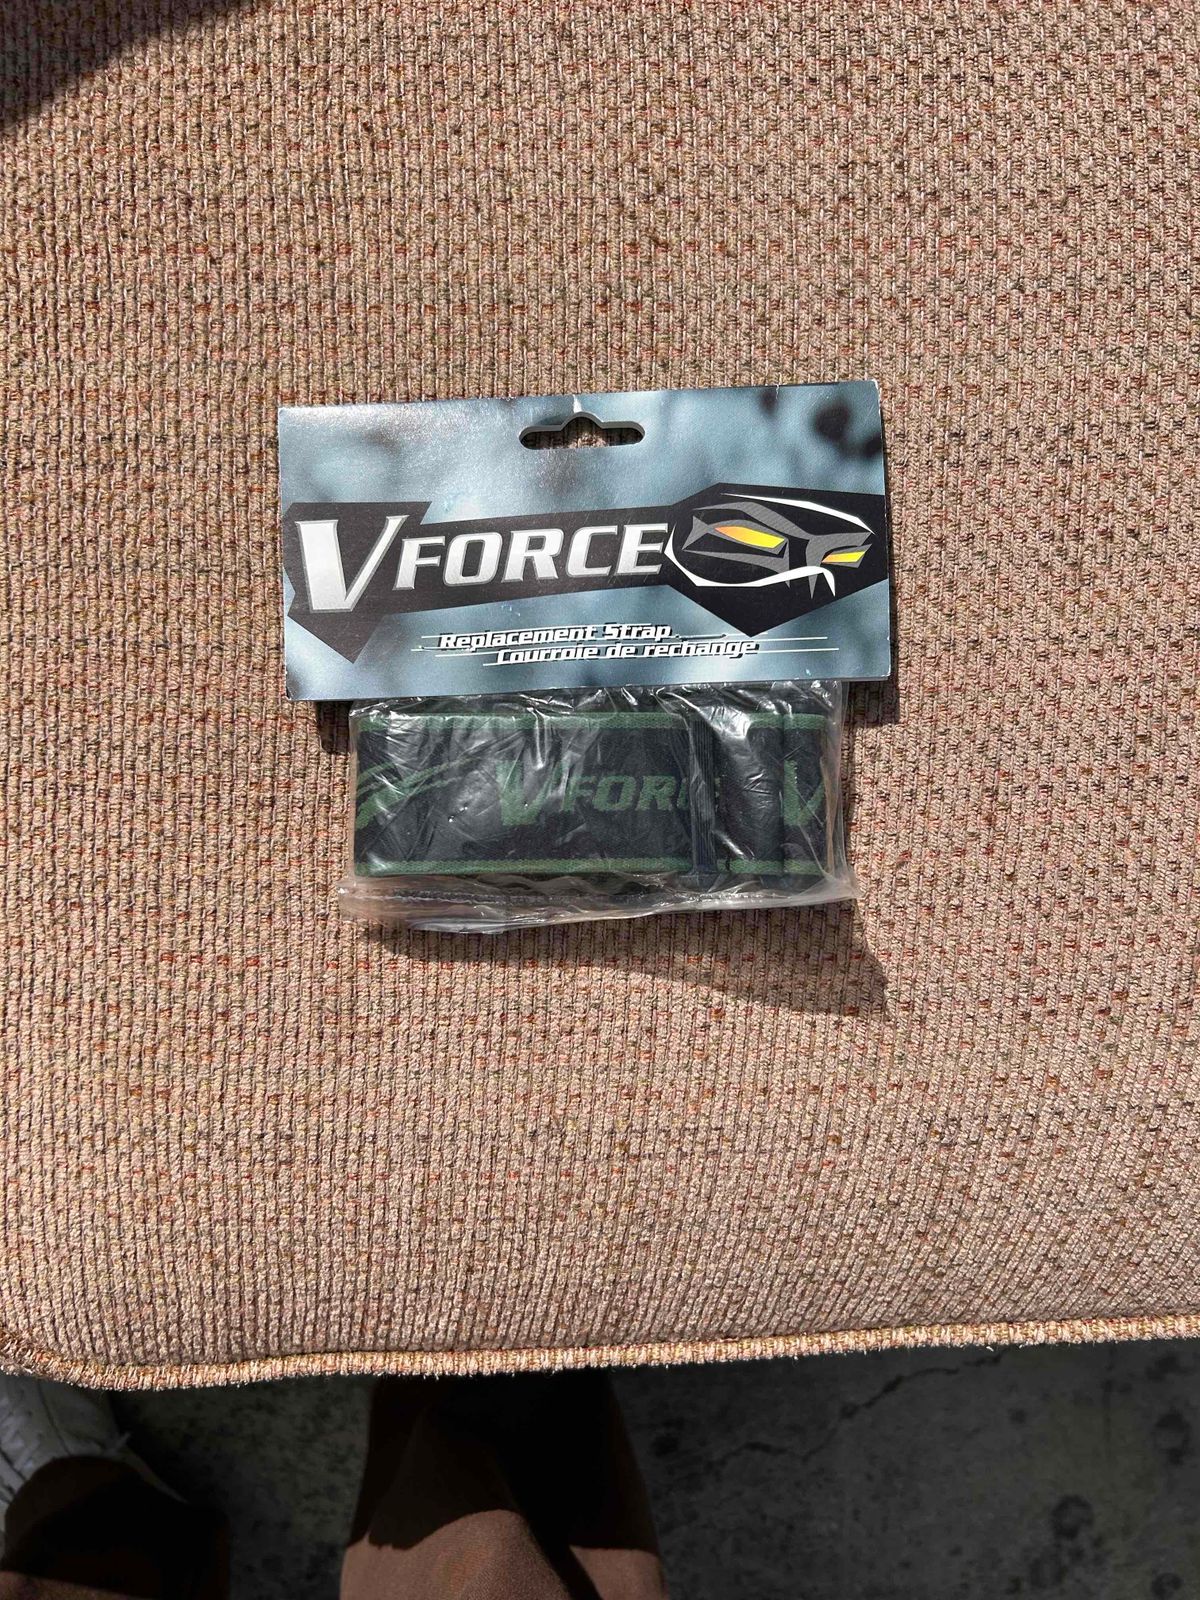 VFORCE
Replacement Strap
Courroie de rechange
VFORCE V